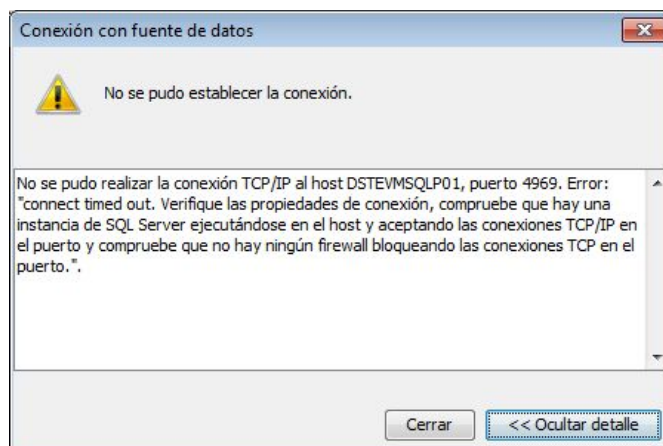 Conexión con fuente de datos
No se pudo establecer la conexión.
No se pudo realizar la conexión TCP/IP al host DSTEVMSQLP01, puerto 4969. Error:
"connect timed out. Verifique las propiedades de conexión, compruebe que hay una
instancia de SQL Server ejecutándose en el host y aceptando las conexiones TCP/IP en
el puerto y compruebe que no hay ningún firewall bloqueando las conexiones TCP en el
puerto.".
Cerrar
<< Ocultar detalle